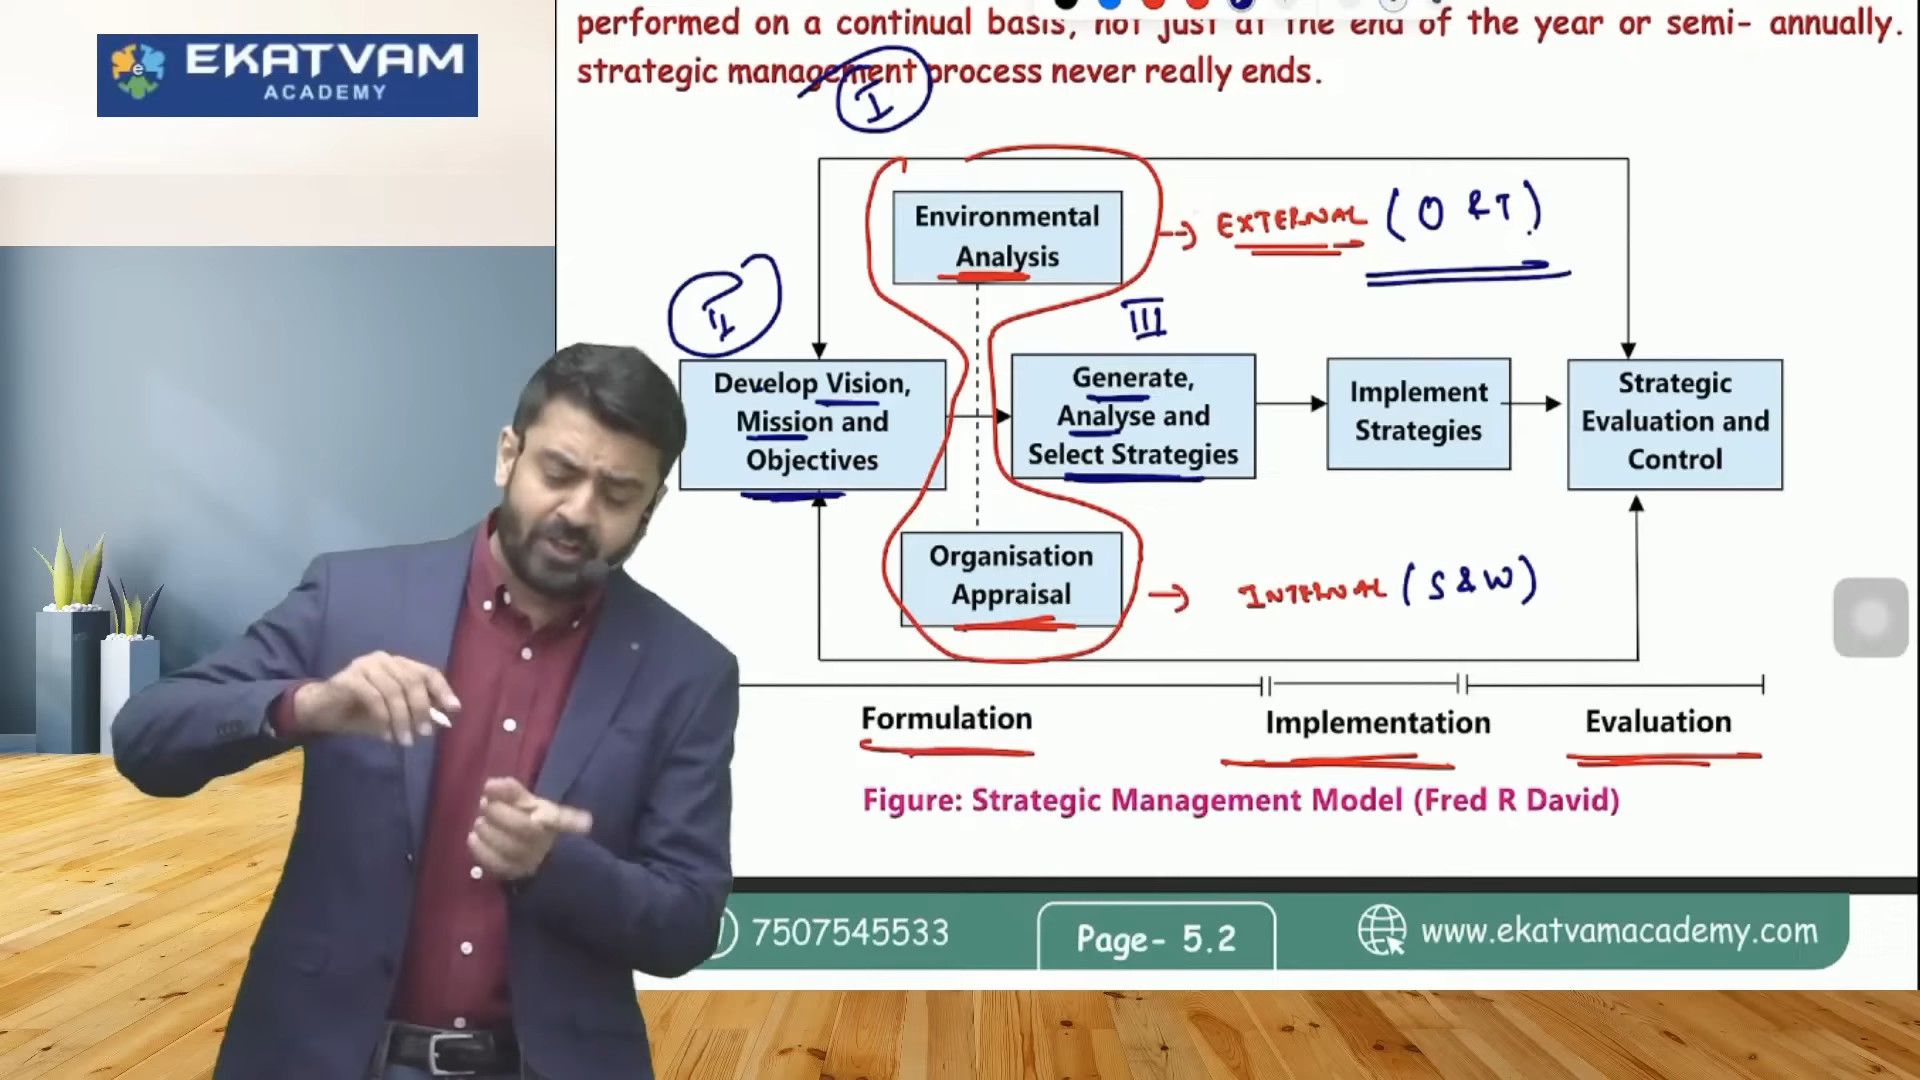 EKATVAM
ACADEMY
performed on a continual basis, not just at the end of the year or semi- annually.
strategic management process never really ends.
I
Environmental
Analysis
EXTERNAL (O & T)
II
III
Develop Vision,
Mission and
Objectives
Generate,
Analyse and
Select Strategies
Implement
Strategies
Strategic
Evaluation and
Control
Organisation
Appraisal
INTERNAL (S & W)
Formulation
Implementation
Evaluation
Figure: Strategic Management Model (Fred R David)
7507545533
Page- 5.2
www.ekatvamacademy.com